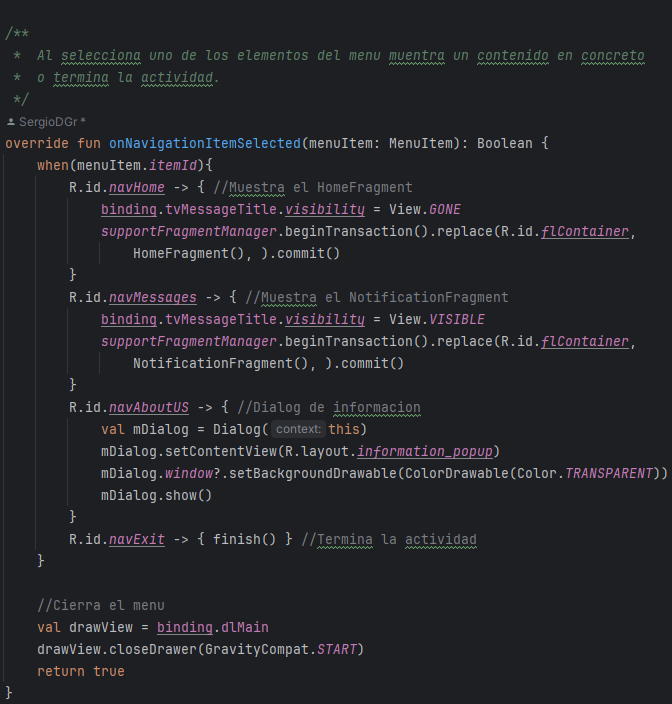 /**
 *  Al selecciona uno de los elementos del menu muentra un contenido en concreto
 *  o termina la actividad.
 */
SergioDGr *
override fun onNavigationItemSelected(menuItem: MenuItem): Boolean {
    when(menuItem.itemId){
        R.id.navHome -> { //Muestra el HomeFragment
            binding.tvMessageTitle.visibility = View.GONE
            supportFragmentManager.beginTransaction().replace(R.id.flContainer,
                HomeFragment(), ).commit()
        }
        R.id.navMessages -> { //Muestra el NotificationFragment
            binding.tvMessageTitle.visibility = View.VISIBLE
            supportFragmentManager.beginTransaction().replace(R.id.flContainer,
                NotificationFragment(), ).commit()
        }
        R.id.navAboutUS -> { //Dialog de informacion
            val mDialog = Dialog( context: this)
            mDialog.setContentView(R.layout.information_popup)
            mDialog.window?.setBackgroundDrawable(ColorDrawable(Color.TRANSPARENT))
            mDialog.show()
        }
        R.id.navExit -> { finish() } //Termina la actividad
    }
    //Cierra el menu
    val drawView = binding.dlMain
    drawView.closeDrawer(GravityCompat.START)
    return true
}